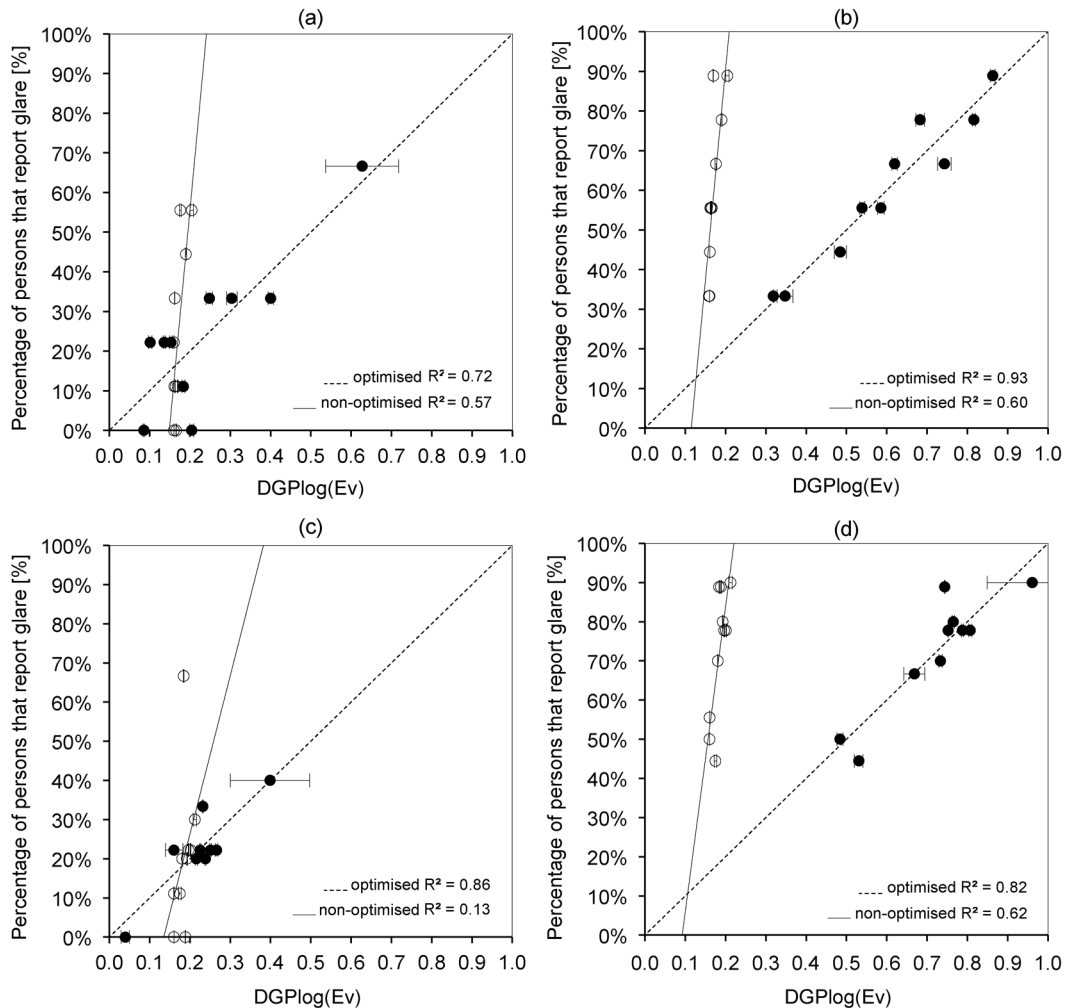 (a)
Percentage of persons that report glare [%]
100%
90%
80%
70%
60%
50%
40%
30%
20%
10%
0%
optimised R² = 0.72
non-optimised R² = 0.57
0.0 0.1 0.2 0.3 0.4 0.5 0.6 0.7 0.8 0.9 1.0
DGPlog(Ev)
(b)
Percentage of persons that report glare [%]
100%
90%
80%
70%
60%
50%
40%
30%
20%
10%
0%
optimised R² = 0.93
non-optimised R² = 0.60
0.0 0.1 0.2 0.3 0.4 0.5 0.6 0.7 0.8 0.9 1.0
DGPlog(Ev)
(c)
Percentage of persons that report glare [%]
100%
90%
80%
70%
60%
50%
40%
30%
20%
10%
0%
optimised R² = 0.86
non-optimised R² = 0.13
0.0 0.1 0.2 0.3 0.4 0.5 0.6 0.7 0.8 0.9 1.0
DGPlog(Ev)
(d)
Percentage of persons that report glare [%]
100%
90%
80%
70%
60%
50%
40%
30%
20%
10%
0%
optimised R² = 0.82
non-optimised R² = 0.62
0.0 0.1 0.2 0.3 0.4 0.5 0.6 0.7 0.8 0.9 1.0
DGPlog(Ev)